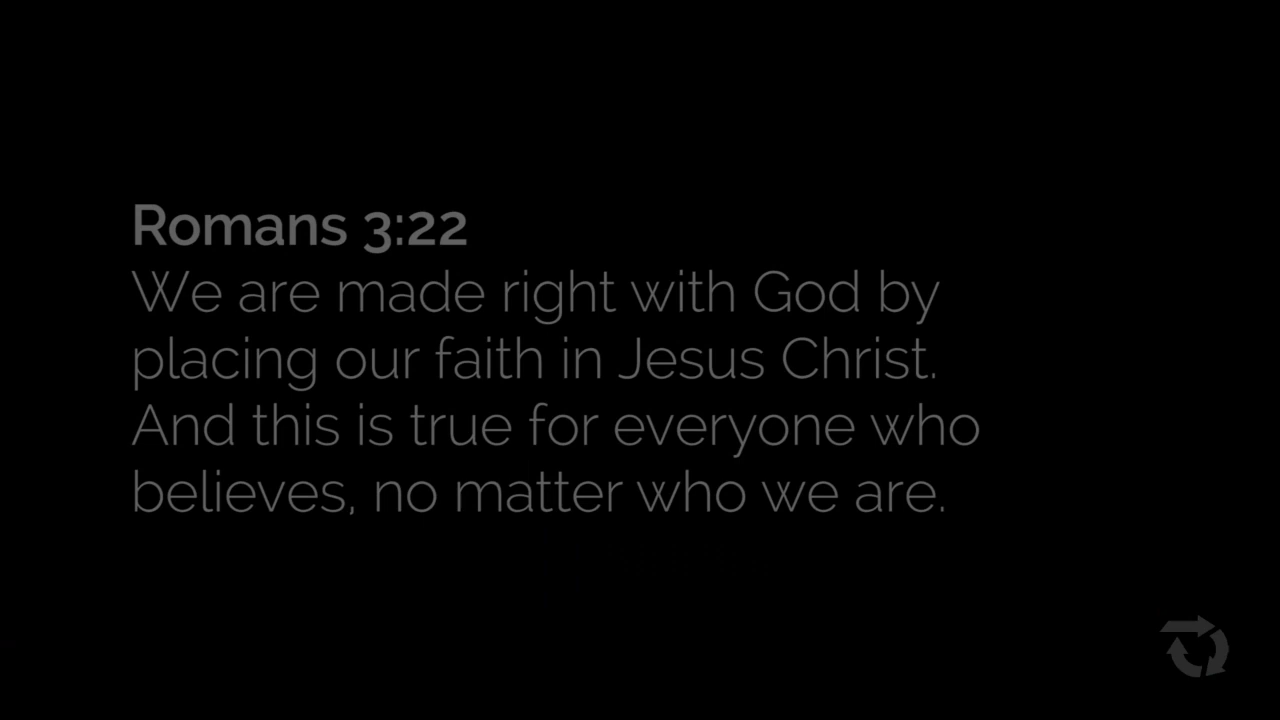 Romans 3:22
We are made right with God by
placing our faith in Jesus Christ.
And this is true for everyone who
believes, no matter who we are.